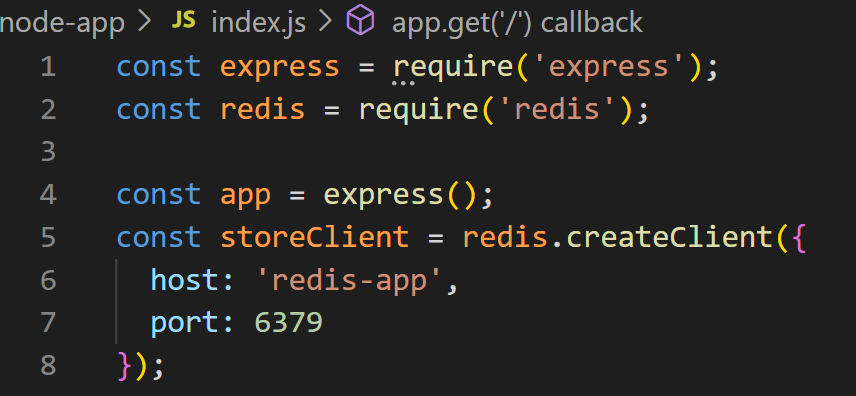 node-app > JS index.js > app.get('/') callback
1 const express = require('express');
2 const redis = require('redis');
3
4 const app = express();
5 const storeClient = redis.createClient({
6   host: 'redis-app',
7   port: 6379
8 });